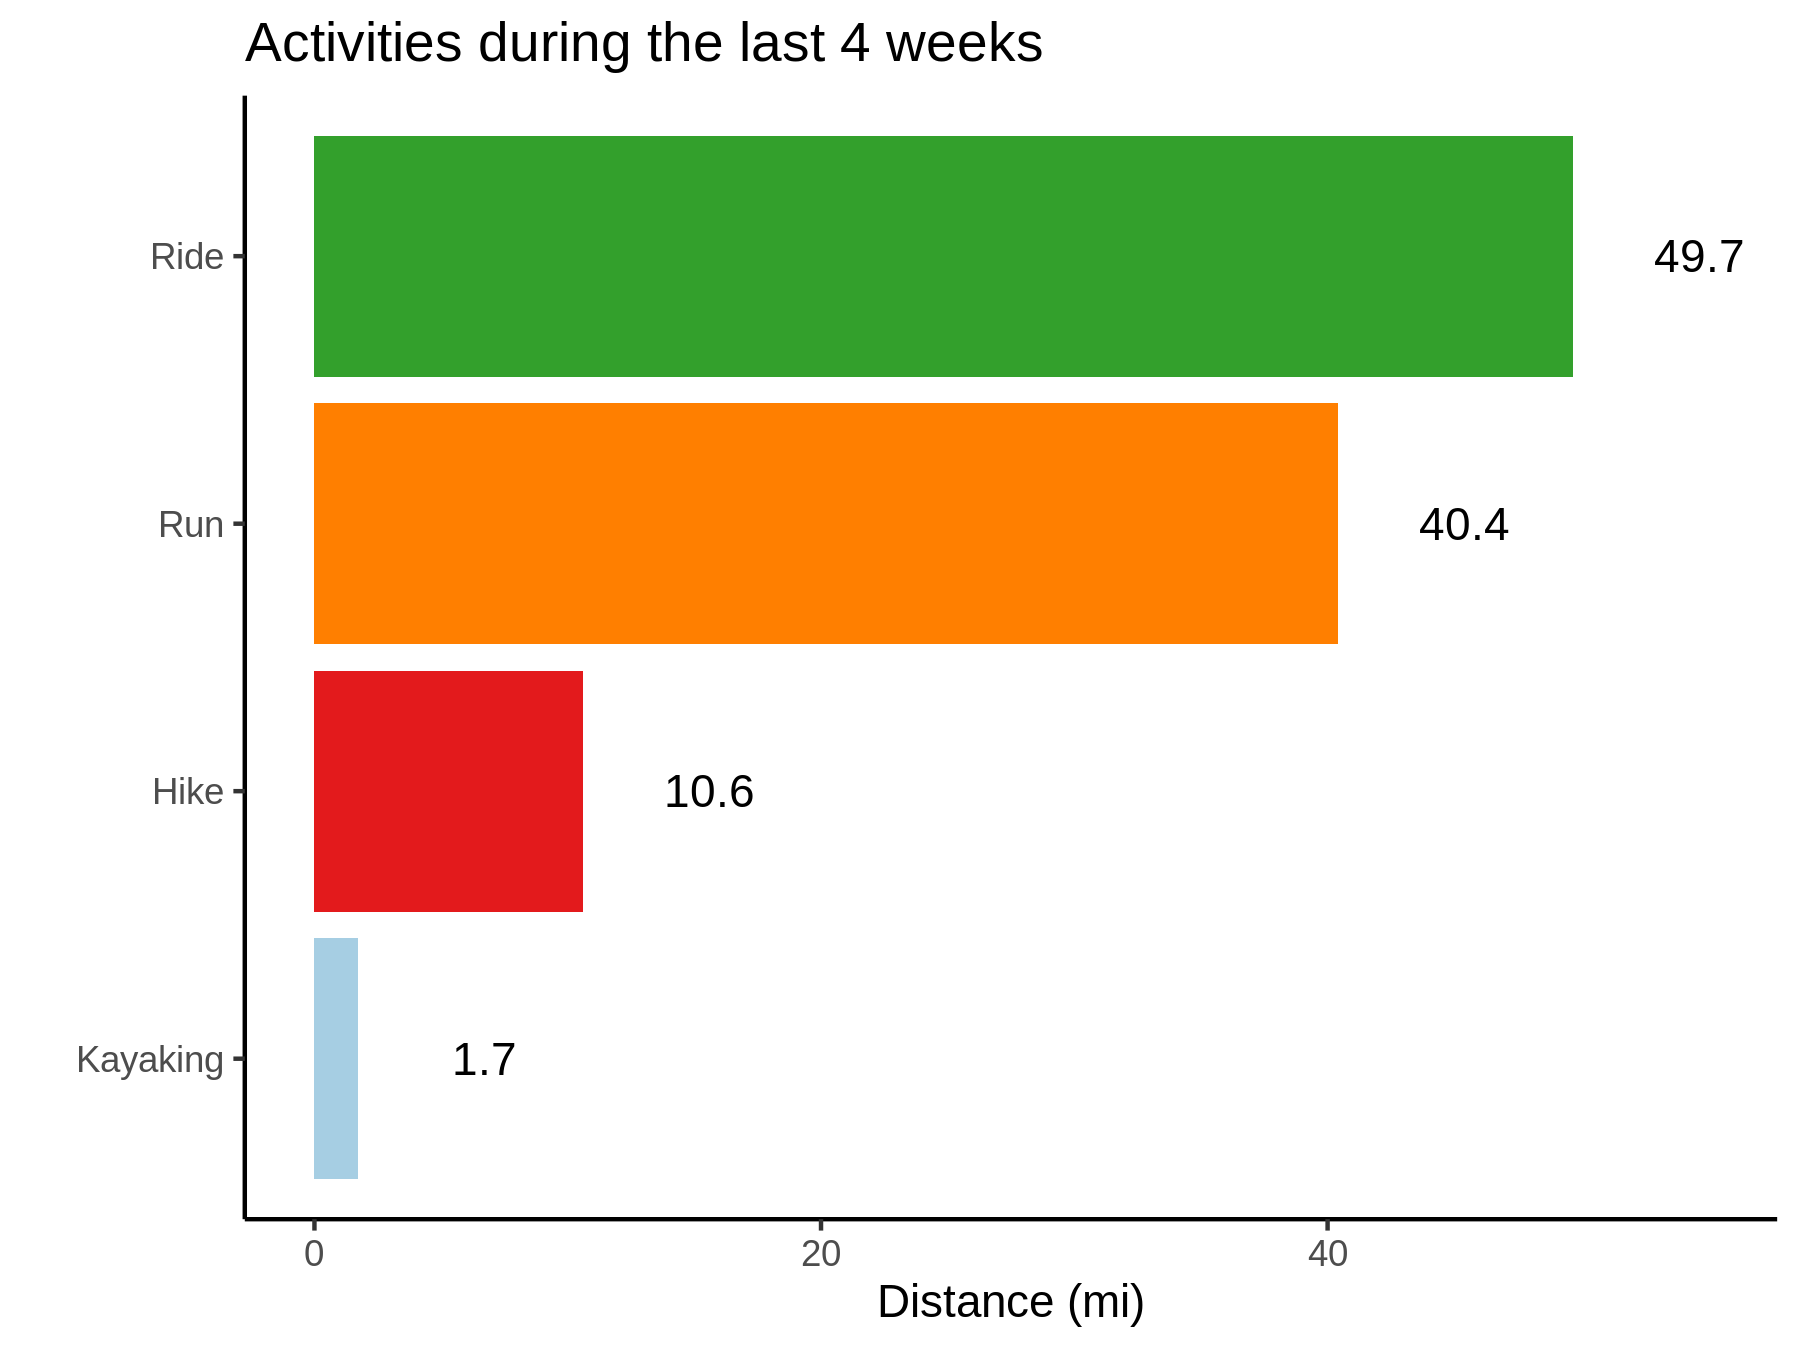 Activities during the last 4 weeks
Ride
49.7
Run
40.4
Hike
10.6
Kayaking
1.7
0 20 40
Distance (mi)